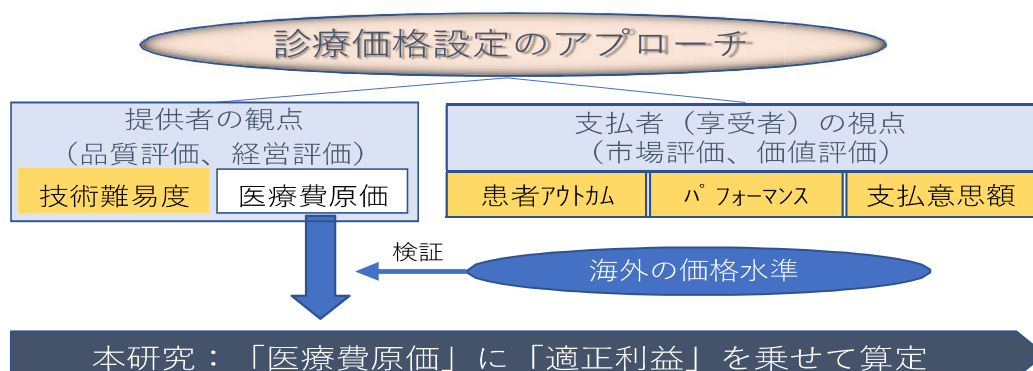 診療価格設定のアプローチ
提供者の観点
（品質評価、経営評価）
技術難易度
医療費原価
支払者（享受者）の視点
（市場評価、価値評価）
患者ｱｳﾄｶﾑ
ﾊﾟﾌｫｰﾏﾝｽ
支払意思額
検証
海外の価格水準
本研究：「医療費原価」に「適正利益」を乗せて算定